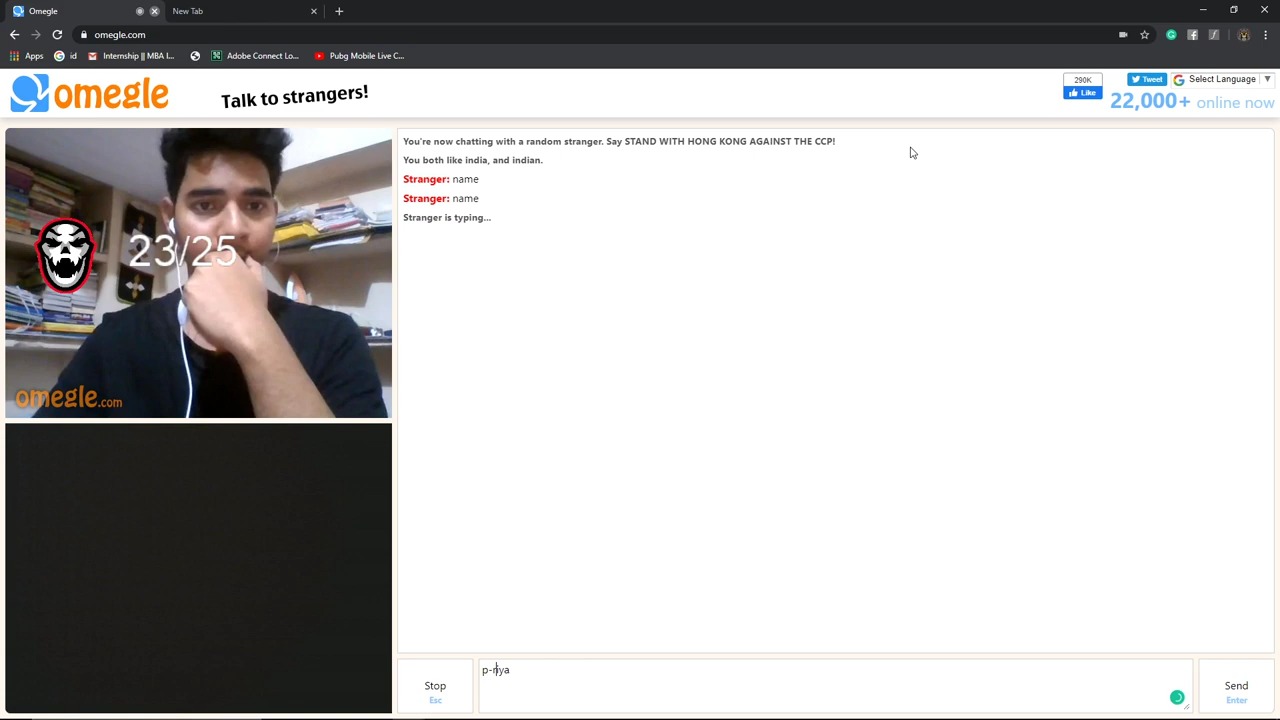 Omegle
New Tab
omegle.com
Apps
id
Internship || MBA I...
Adobe Connect Lo...
Pubg Mobile Live C...
omegle
Talk to strangers!
290K
Like
Tweet
Select Language
22,000+ online now
You're now chatting with a random stranger. Say STAND WITH HONG KONG AGAINST THE CCP!
You both like india, and indian.
Stranger: name
Stranger: name
Stranger is typing...
23/25
omegle.com
Stop
Esc
p-nya
Send
Enter